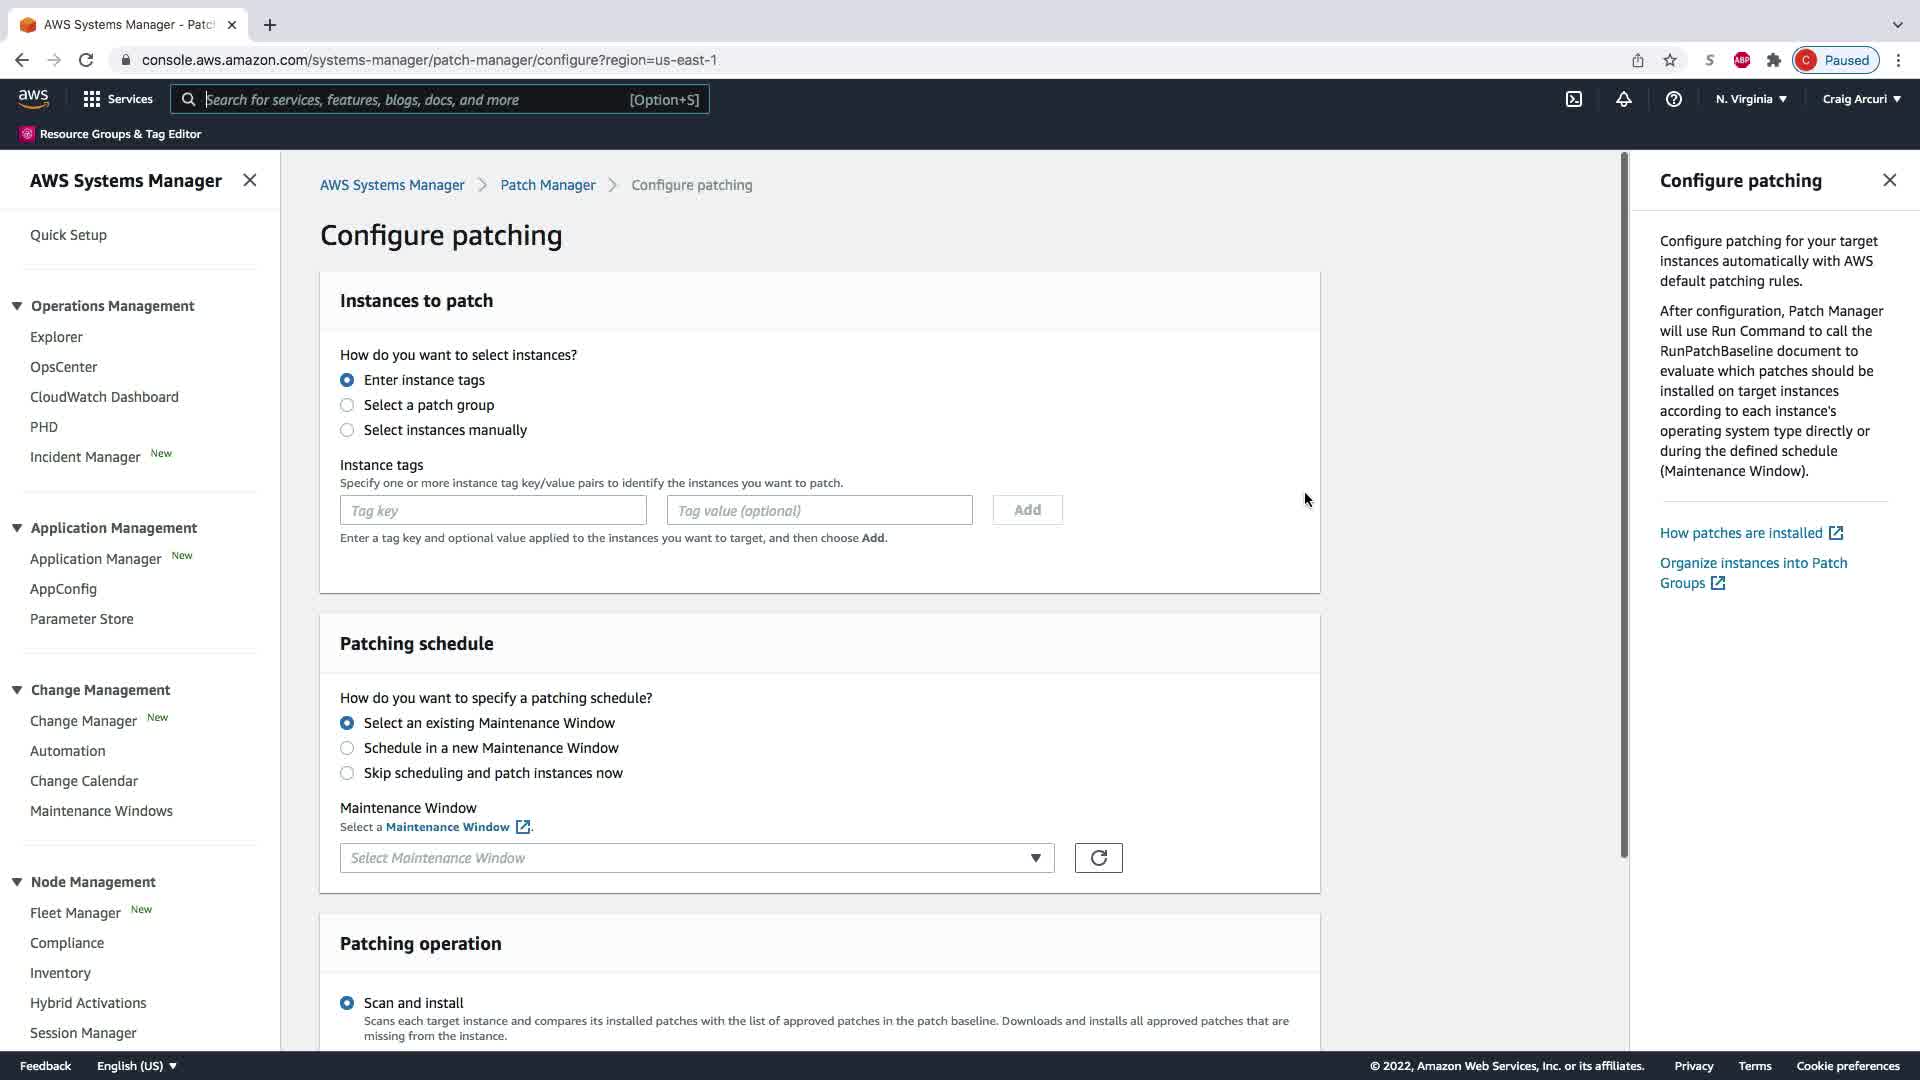 AWS Systems Manager - Patc
console.aws.amazon.com/systems-manager/patch-manager/configure?region=us-east-1
S
ABP
C
Paused
aws
Services
Search for services, features, blogs, docs, and more
[Option+S]
N. Virginia
Craig Arcuri
Resource Groups & Tag Editor
AWS Systems Manager
Quick Setup
Operations Management
Explorer
OpsCenter
CloudWatch Dashboard
PHD
Incident Manager New
Application Management
Application Manager New
AppConfig
Parameter Store
Change Management
Change Manager New
Automation
Change Calendar
Maintenance Windows
Node Management
Fleet Manager New
Compliance
Inventory
Hybrid Activations
Session Manager
AWS Systems Manager
Patch Manager
Configure patching
Configure patching
Instances to patch
How do you want to select instances?
Enter instance tags
Select a patch group
Select instances manually
Instance tags
Specify one or more instance tag key/value pairs to identify the instances you want to patch.
Tag key
Tag value (optional)
Add
Enter a tag key and optional value applied to the instances you want to target, and then choose Add.
Patching schedule
How do you want to specify a patching schedule?
Select an existing Maintenance Window
Schedule in a new Maintenance Window
Skip scheduling and patch instances now
Maintenance Window
Select a Maintenance Window .
Select Maintenance Window
Patching operation
Scan and install
Scans each target instance and compares its installed patches with the list of approved patches in the patch baseline. Downloads and installs all approved patches that are
missing from the instance.
Configure patching
Configure patching for your target
instances automatically with AWS
default patching rules.
After configuration, Patch Manager
will use Run Command to call the
RunPatchBaseline document to
evaluate which patches should be
installed on target instances
according to each instance's
operating system type directly or
during the defined schedule
(Maintenance Window).
How patches are installed
Organize instances into Patch
Groups
Feedback
English (US)
© 2022, Amazon Web Services, Inc. or its affiliates.
Privacy
Terms
Cookie preferences